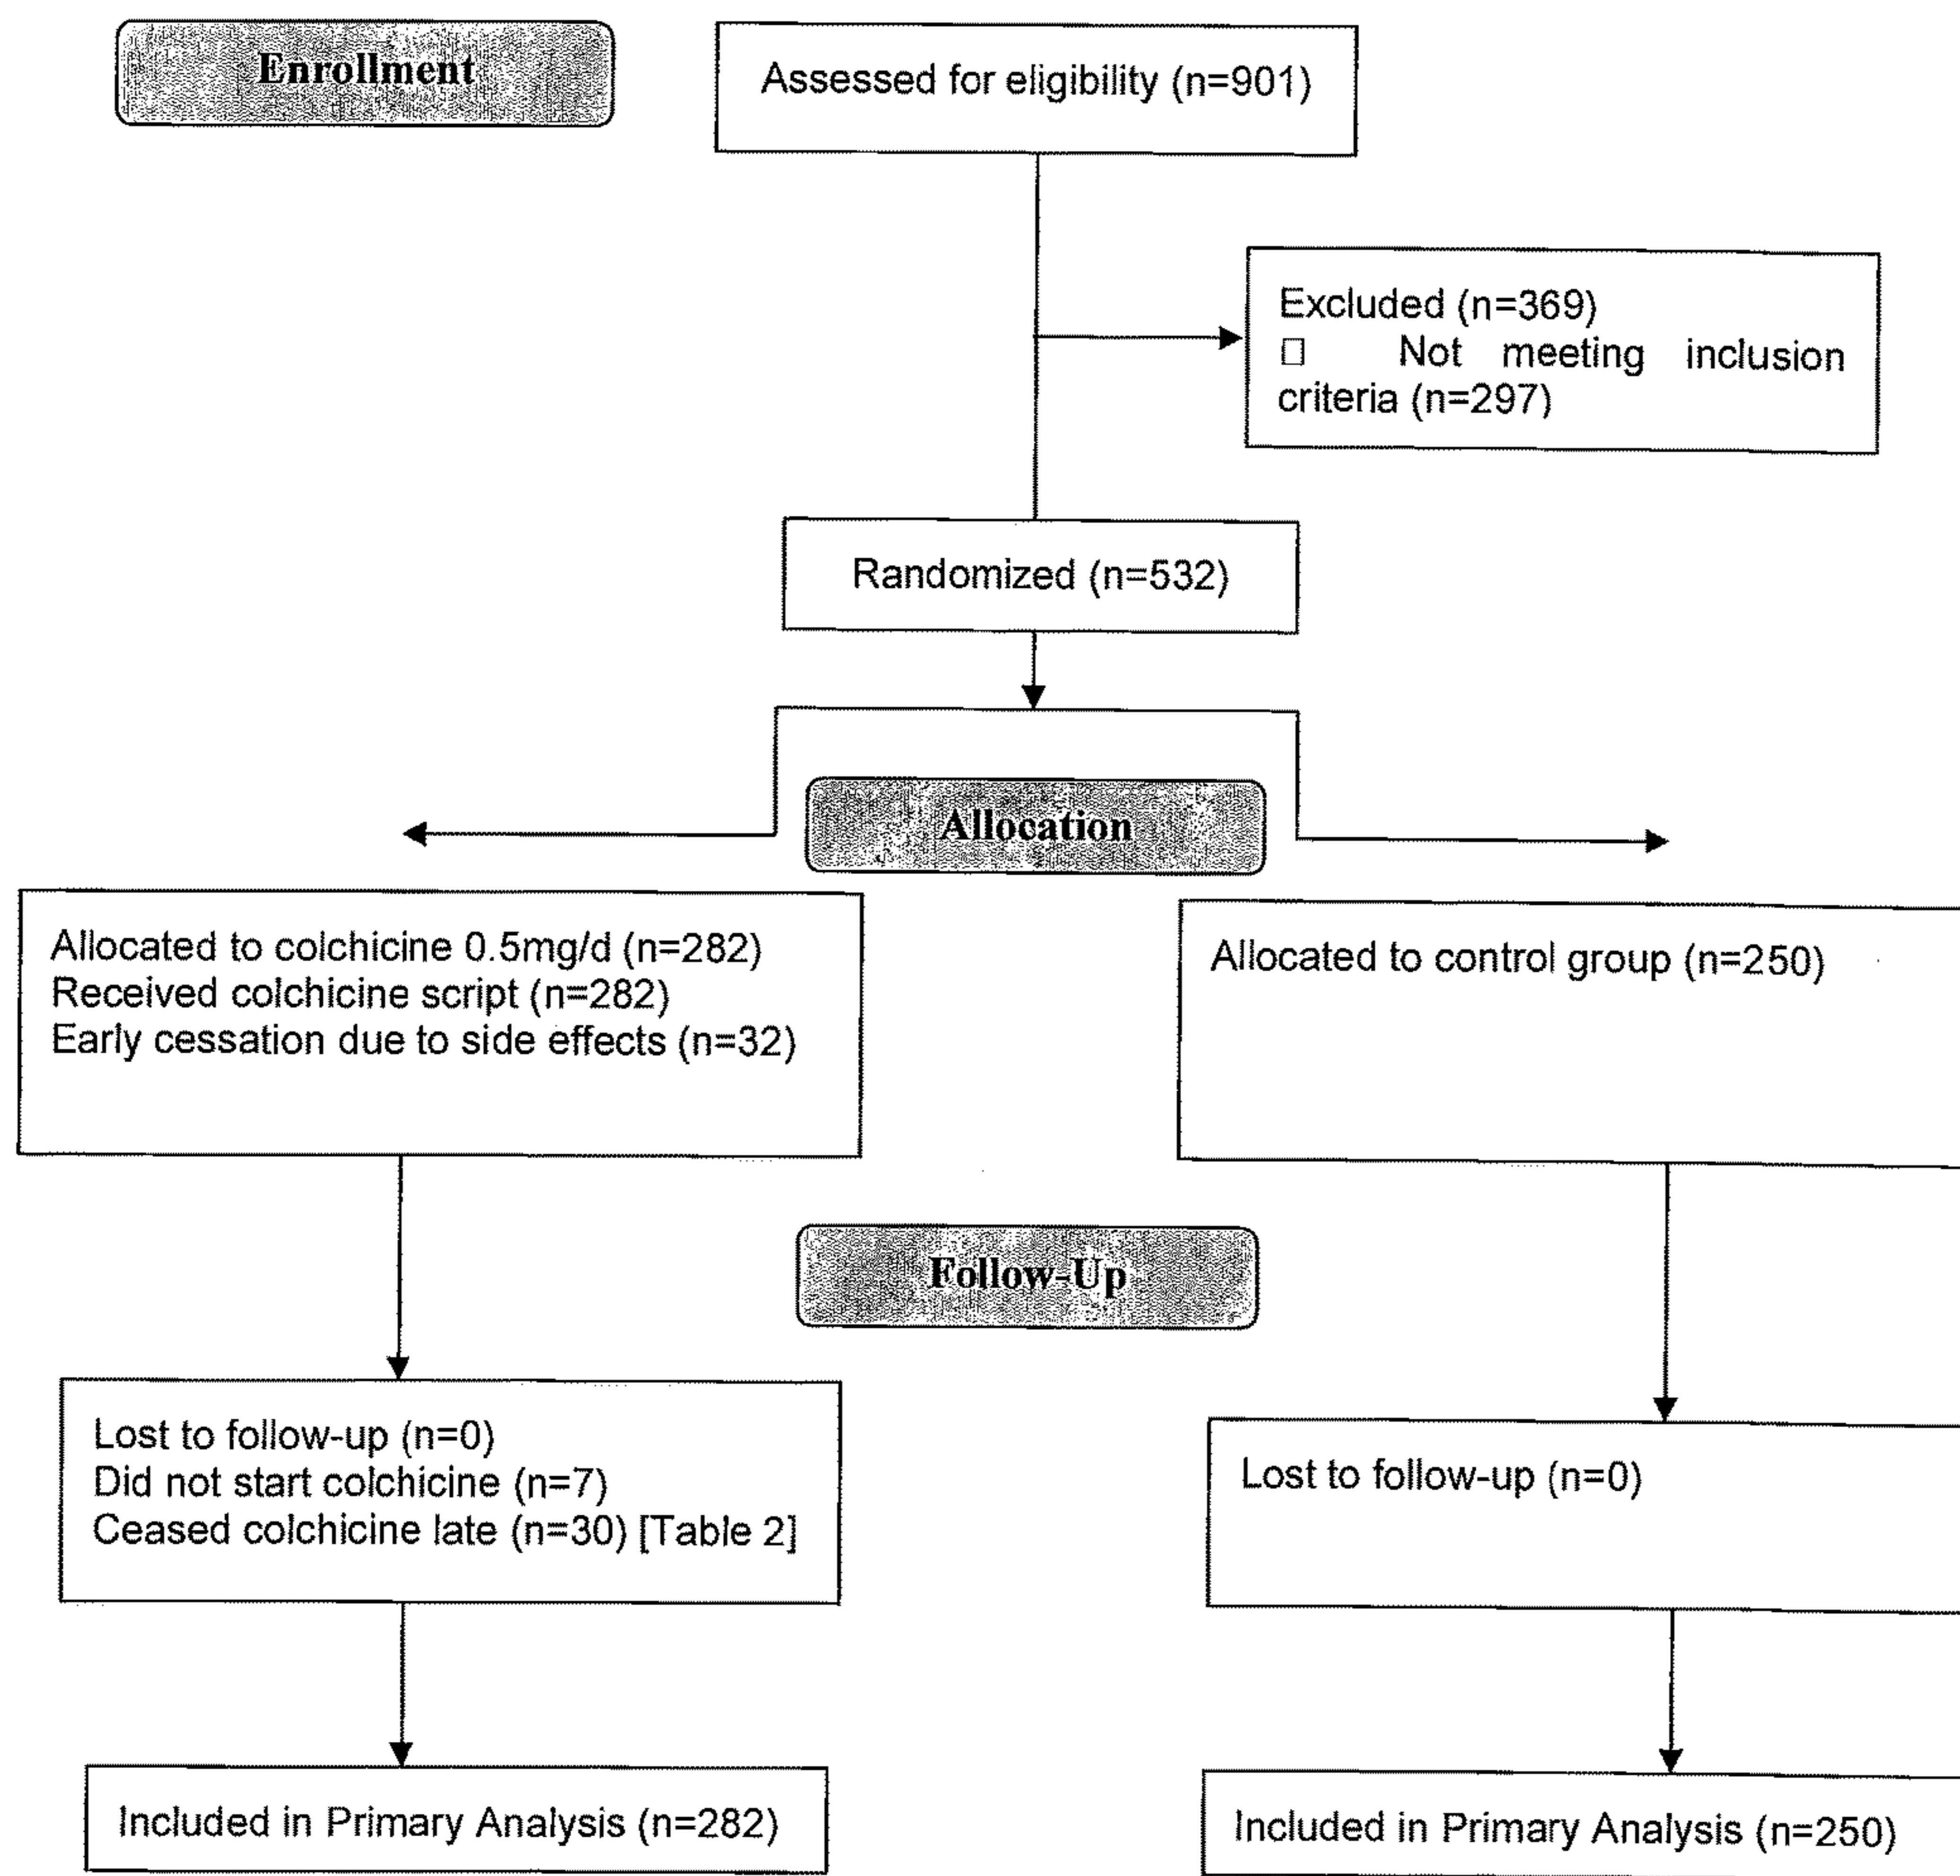 Enrollment
Assessed for eligibility (n=901)
Excluded (n=369)
□ Not meeting inclusion
criteria (n=297)
Randomized (n=532)
Allocation
Allocated to colchicine 0.5mg/d (n=282)
Received colchicine script (n=282)
Early cessation due to side effects (n=32)
Allocated to control group (n=250)
Follow-Up
Lost to follow-up (n=0)
Did not start colchicine (n=7)
Ceased colchicine late (n=30) [Table 2]
Lost to follow-up (n=0)
Included in Primary Analysis (n=282)
Included in Primary Analysis (n=250)